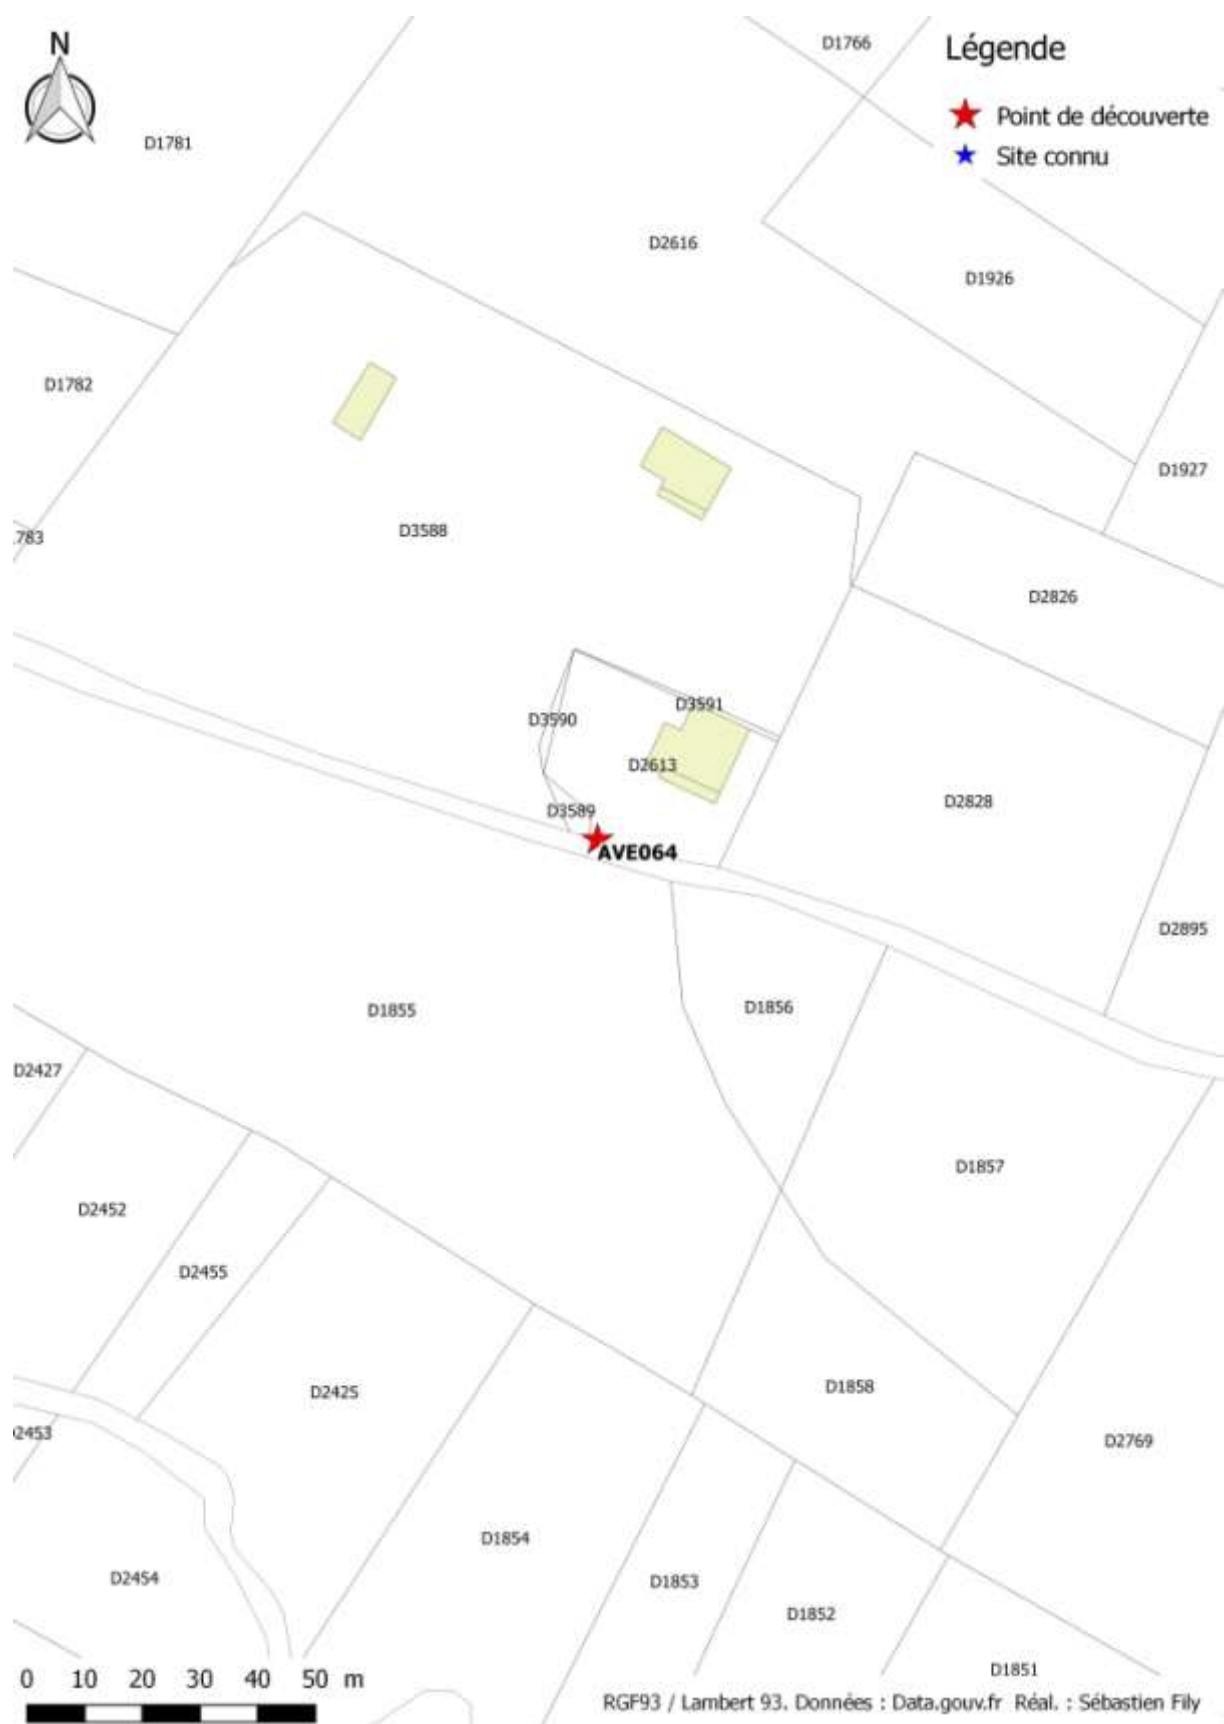 N
Légende
Point de découverte
Site connu
D1766
D1781
D2616
D1926
D1782
D1927
D3588
.783
D2826
D3591
D3590
D2613
D3589
D2828
AVE064
D2895
D1855
D1856
D2427
D1857
D2452
D2455
D1858
D2425
D2453
D2769
D1854
D2454
D1853
D1852
D1851
0 10 20 30 40 50 m
RGF93 / Lambert 93. Données : Data.gouv.fr Réal. : Sébastien Fily